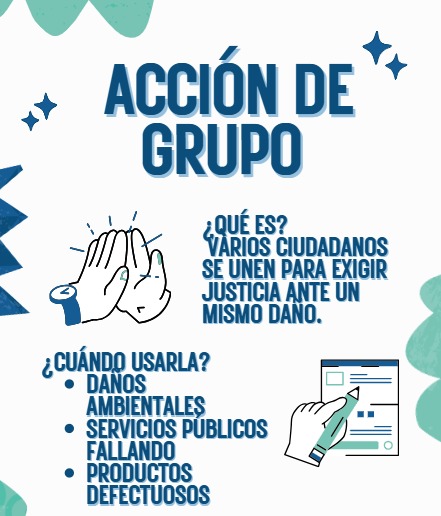 ACCIÓN DE
GRUPO
¿QUÉ ES?
VARIOS CIUDADANOS
SE UNEN PARA EXIGIR
JUSTICIA ANTE UN
MISMO DAÑO.
¿CUÁNDO USARLA?
• DAÑOS
AMBIENTALES
• SERVICIOS PÚBLICOS
FALLANDO
• PRODUCTOS
DEFECTUOSOS